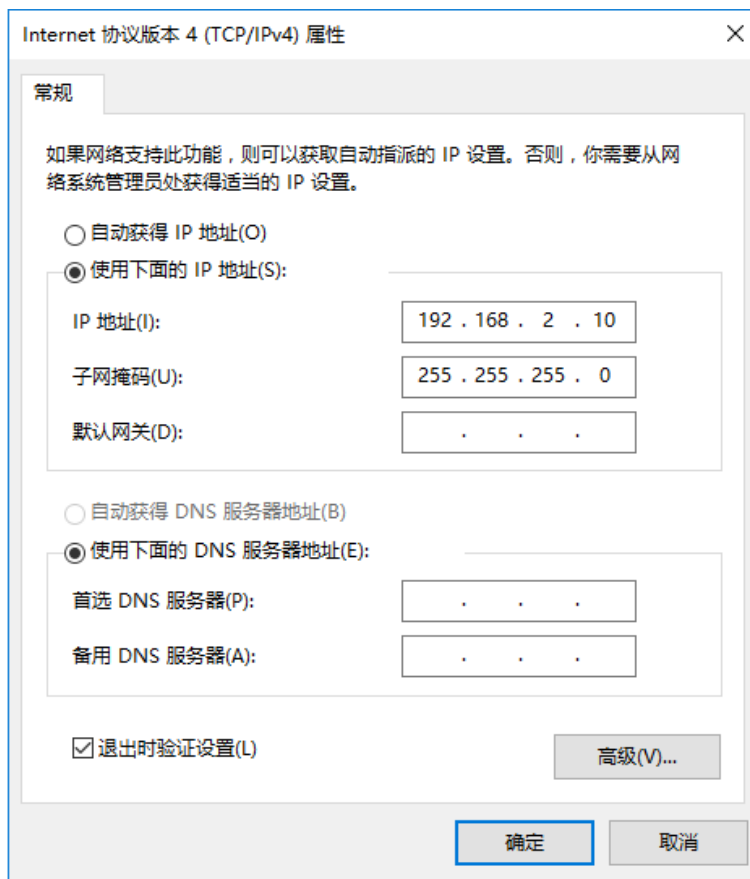 Internet 协议版本 4 (TCP/IPv4) 属性
常规
如果网络支持此功能，则可以获取自动指派的 IP 设置。否则，你需要从网
络系统管理员处获得适当的 IP 设置。
自动获得 IP 地址(O)
使用下面的 IP 地址(S):
IP 地址(I): 192 . 168 . 2 . 10
子网掩码(U): 255 . 255 . 255 . 0
默认网关(D): . . .
自动获得 DNS 服务器地址(B)
使用下面的 DNS 服务器地址(E):
首选 DNS 服务器(P): . . .
备用 DNS 服务器(A): . . .
退出时验证设置(L)
高级(V)...
确定 取消